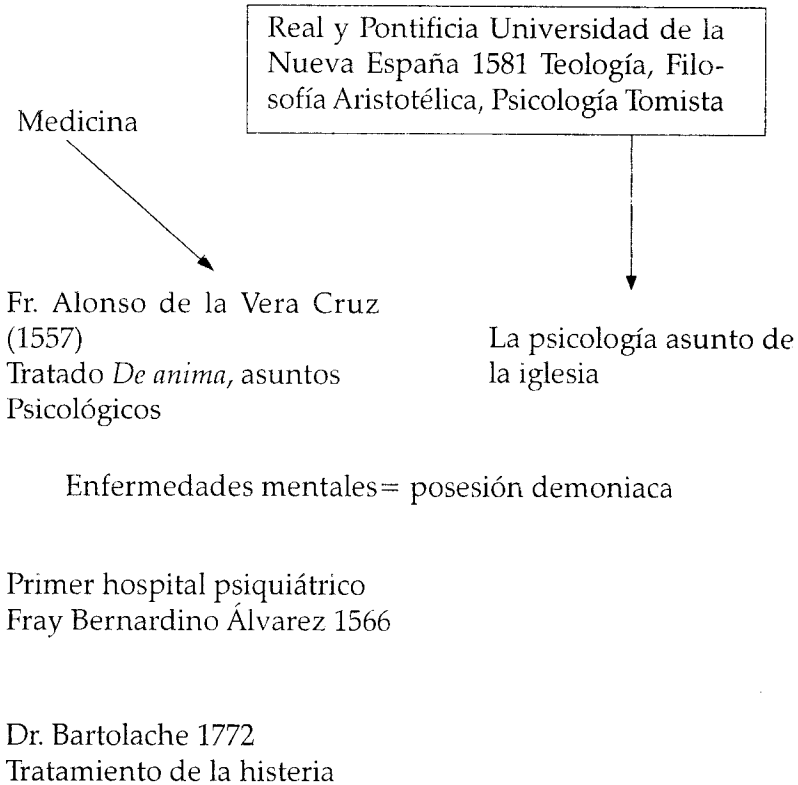 Real y Pontificia Universidad de la
Nueva España 1581 Teología, Filo-
sofía Aristotélica, Psicología Tomista
Medicina
Fr. Alonso de la Vera Cruz
(1557)
Tratado De anima, asuntos
Psicológicos
La psicología asunto de
la iglesia
Enfermedades mentales= posesión demoniaca
Primer hospital psiquiátrico
Fray Bernardino Álvarez 1566
Dr. Bartolache 1772
Tratamiento de la histeria